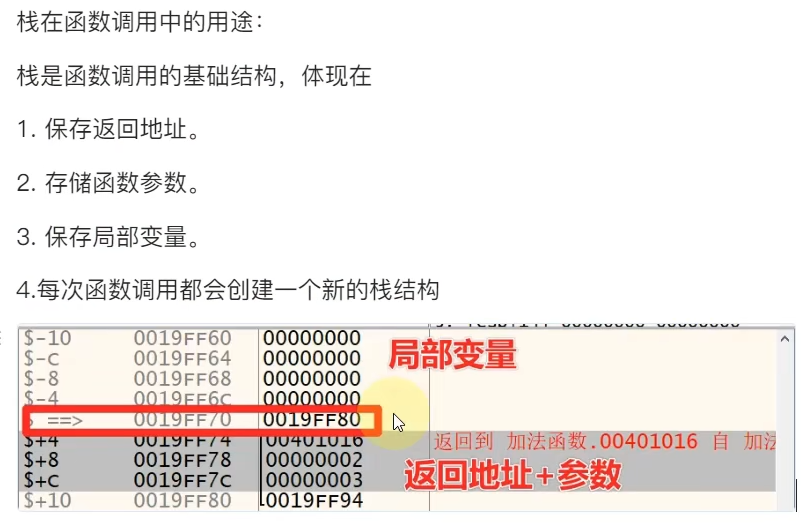 栈在函数调用中的用途：
栈是函数调用的基础结构，体现在
1. 保存返回地址。
2. 存储函数参数。
3. 保存局部变量。
4.每次函数调用都会创建一个新的栈结构
$-10 0019FF60 00000000
$-C 0019FF64 00000000
局部变量
$-8 0019FF68 00000000
$-4 0019FF6C 00000000
$ ==> 0019FF70 0019FF80
$+4 0019FF74 00401016 返回到 加法函数.00401016 自 加法
$+8 0019FF78 00000002
返回地址+参数
$+C 0019FF7C 00000003
$+10 0019FF80 0019FF94